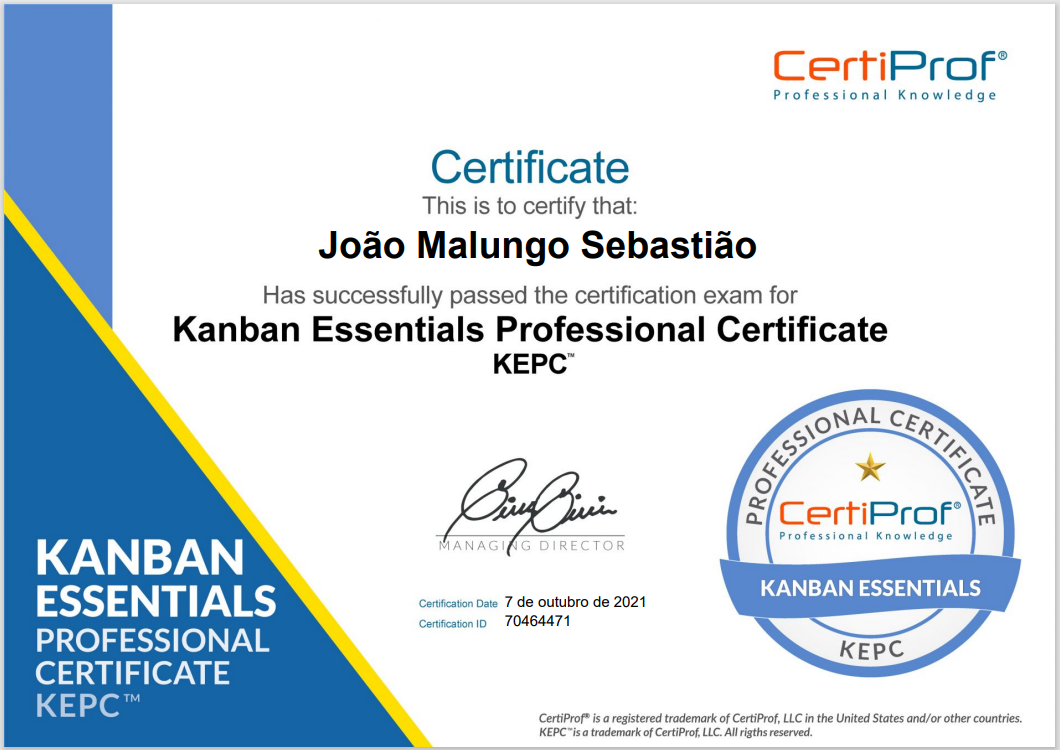 CertiProf®
Professional Knowledge
Certificate
This is to certify that:
João Malungo Sebastião
Has successfully passed the certification exam for
Kanban Essentials Professional Certificate
KEPC™
MANAGING DIRECTOR
Certification Date 7 de outubro de 2021
Certification ID 70464471
KANBAN
ESSENTIALS
PROFESSIONAL
CERTIFICATE
KEPC™
PROFESSIONAL CERTIFICATE
CertiProf®
Professional Knowledge
KANBAN ESSENTIALS
KEPC
CertiProf® is a registered trademark of CertiProf, LLC in the United States and/or other countries.
KEPC™ is a trademark of CertiProf, LLC. All rigths reserved.